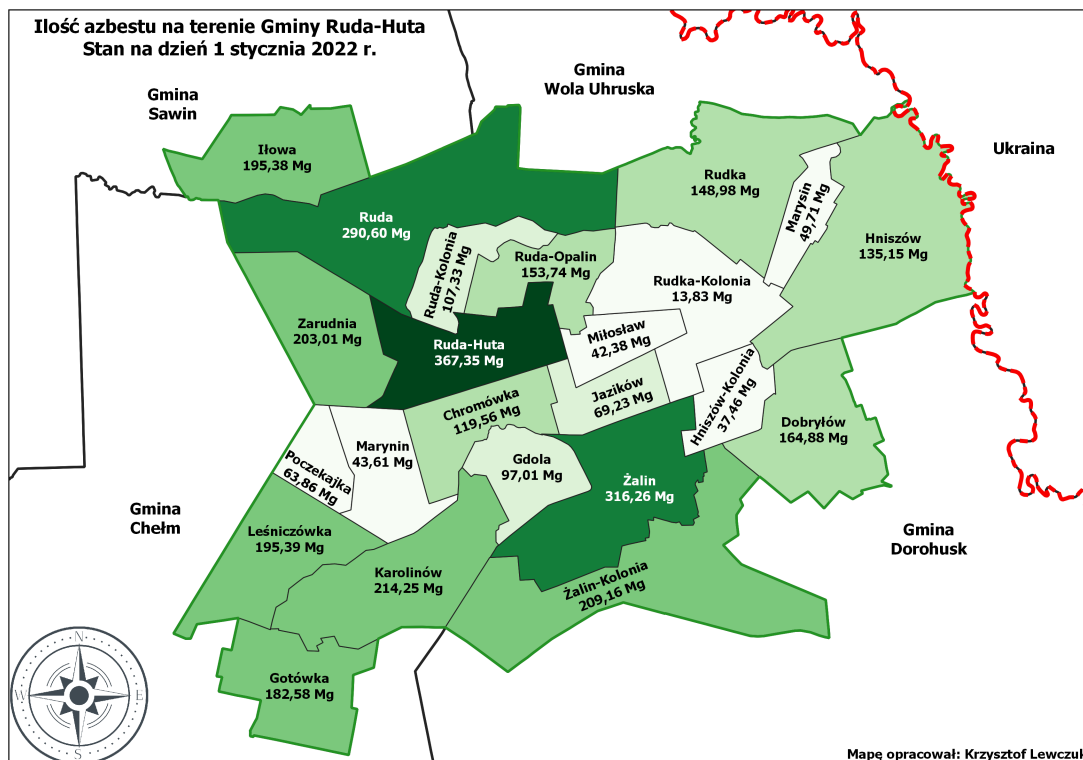 Ilość azbestu na terenie Gminy Ruda-Huta
Stan na dzień 1 stycznia 2022 r.
Gmina
Sawin
Gmina
Wola Uhruska
Ukraina
Iłowa
195,38 Mg
Ruda
290,60 Mg
Rudka
148,98 Mg
Marysin
49,71 Mg
Hniszów
135,15 Mg
Ruda-Kolonia
107,33 Mg
Ruda-Opalin
153,74 Mg
Rudka-Kolonia
13,83 Mg
Zarudnia
203,01 Mg
Ruda-Huta
367,35 Mg
Miłosław
42,38 Mg
Jazików
69,23 Mg
Hniszów-Kolonia
37,46 Mg
Chromówka
119,56 Mg
Dobryłów
164,88 Mg
Marynin
43,61 Mg
Poczekajka
63,86 Mg
Gdola
97,01 Mg
Żalin
316,26 Mg
Gmina
Chełm
Leśniczówka
195,39 Mg
Gmina
Dorohusk
Karolinów
214,25 Mg
Żalin-Kolonia
209,16 Mg
Gotówka
182,58 Mg
N
W
E
S
Mapę opracował: Krzysztof Lewczuk